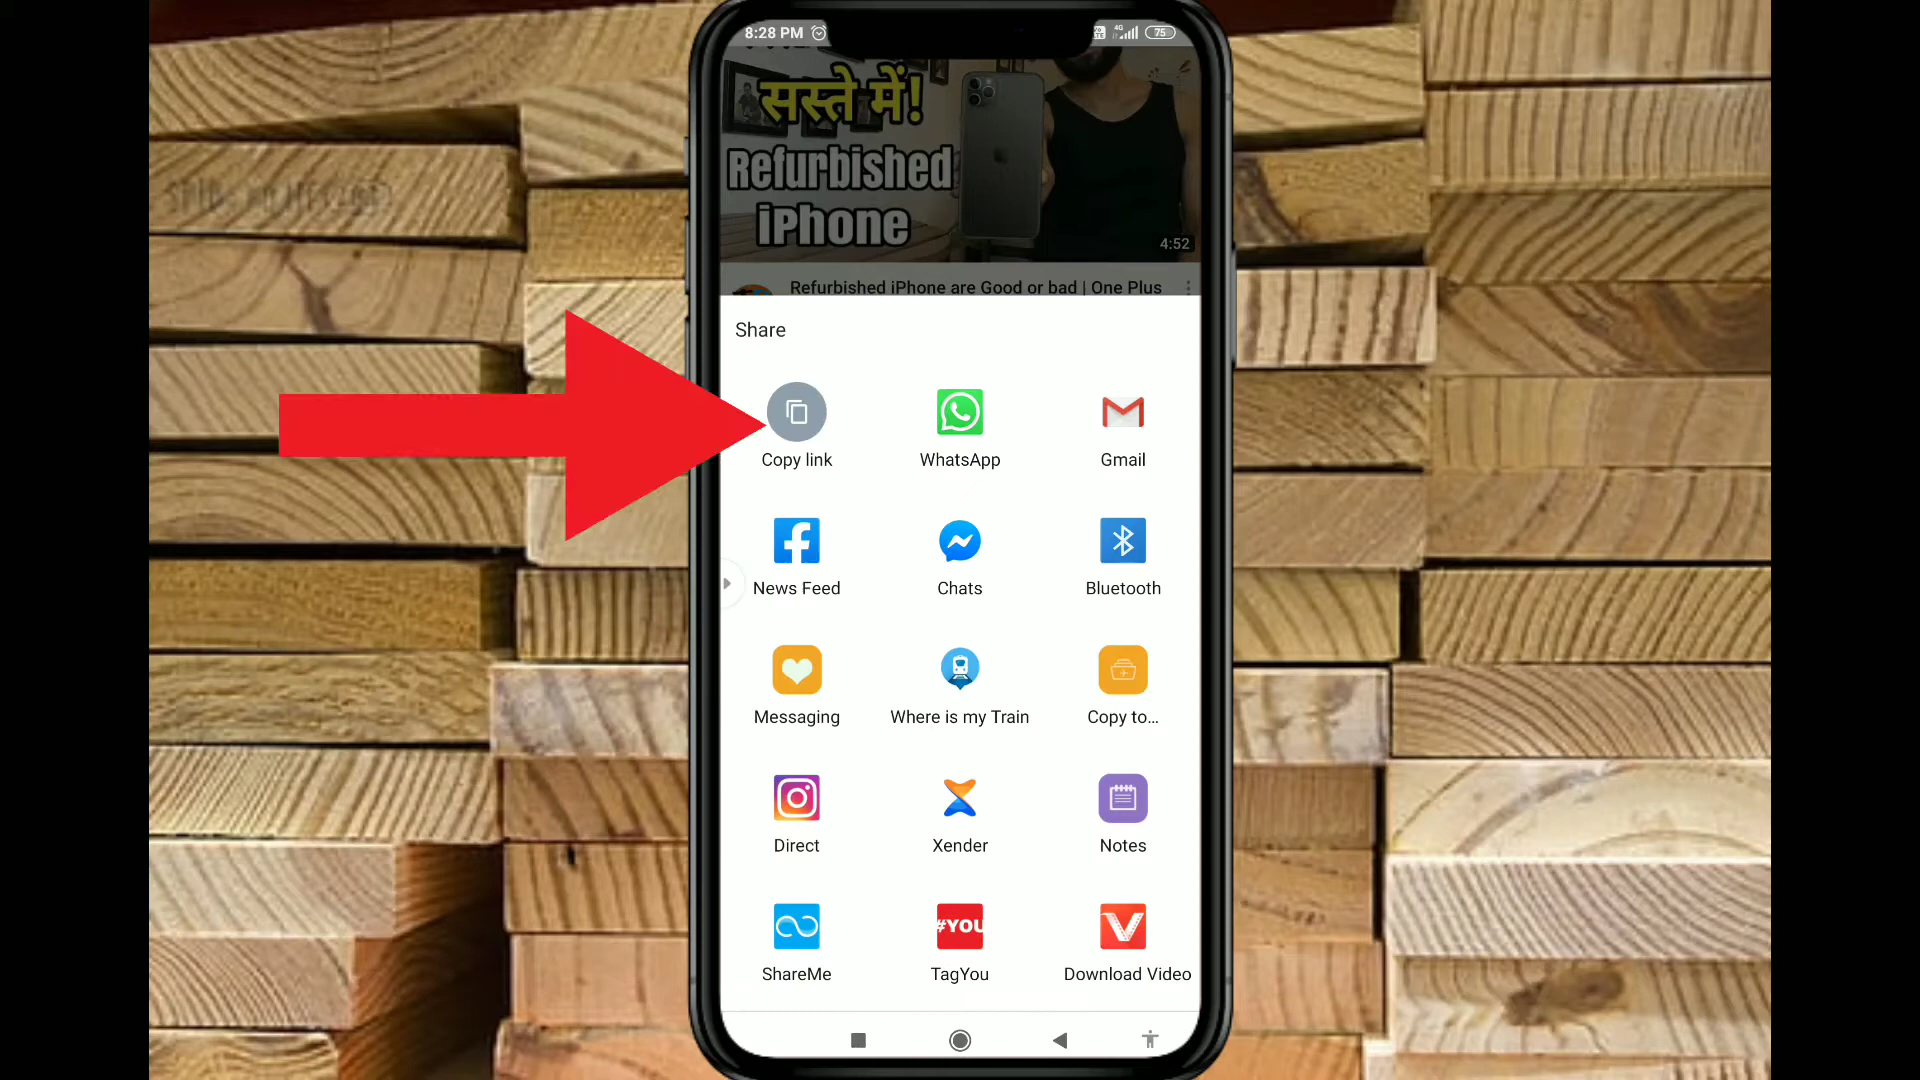 8:28 PM
4G
75
सस्ते में!
Refurbished
iPhone
4:52
Refurbished iPhone are Good or bad | One Plus
Share
Copy link
WhatsApp
Gmail
News Feed
Chats
Bluetooth
Messaging
Where is my Train
Copy to...
Direct
Xender
Notes
#YOU
ShareMe
TagYou
Download Video